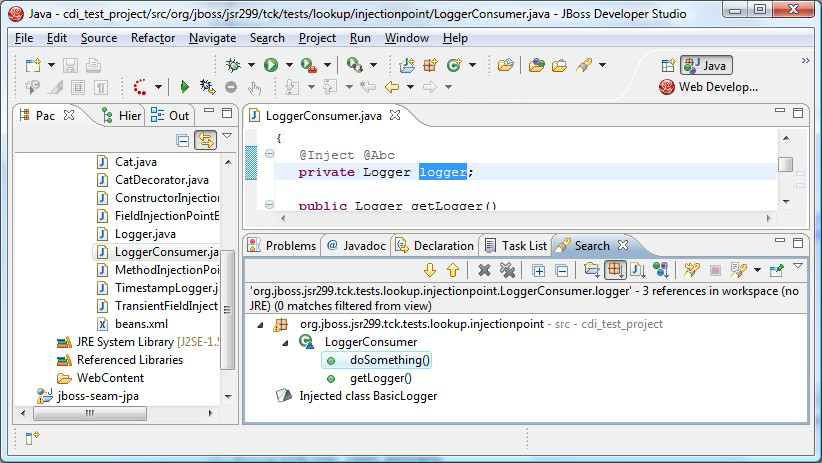 Java - cdi_test_project/src/org/jboss/jsr299/tck/tests/lookup/injectionpoint/LoggerConsumer.java - JBoss Developer Studio
File Edit Source Refactor Navigate Search Project Run Window Help
Java
Web Develop...
Pac Hier Out
Cat.java
CatDecorator.java
ConstructorInjection
FieldInjectionPointB
Logger.java
LoggerConsumer.ja
MethodInjectionPoi
TimestampLogger.j
TransientFieldInject
beans.xml
JRE System Library [J2SE-1.5
Referenced Libraries
WebContent
jboss-seam-jpa
LoggerConsumer.java
{
@Inject @Abc
private Logger logger;
public Logger getLogger()
Problems @ Javadoc Declaration Task List Search
'org.jboss.jsr299.tck.tests.lookup.injectionpoint.LoggerConsumer.logger' - 3 references in workspace (no
JRE) (0 matches filtered from view)
org.jboss.jsr299.tck.tests.lookup.injectionpoint - src - cdi_test_project
LoggerConsumer
doSomething()
getLogger()
Injected class BasicLogger